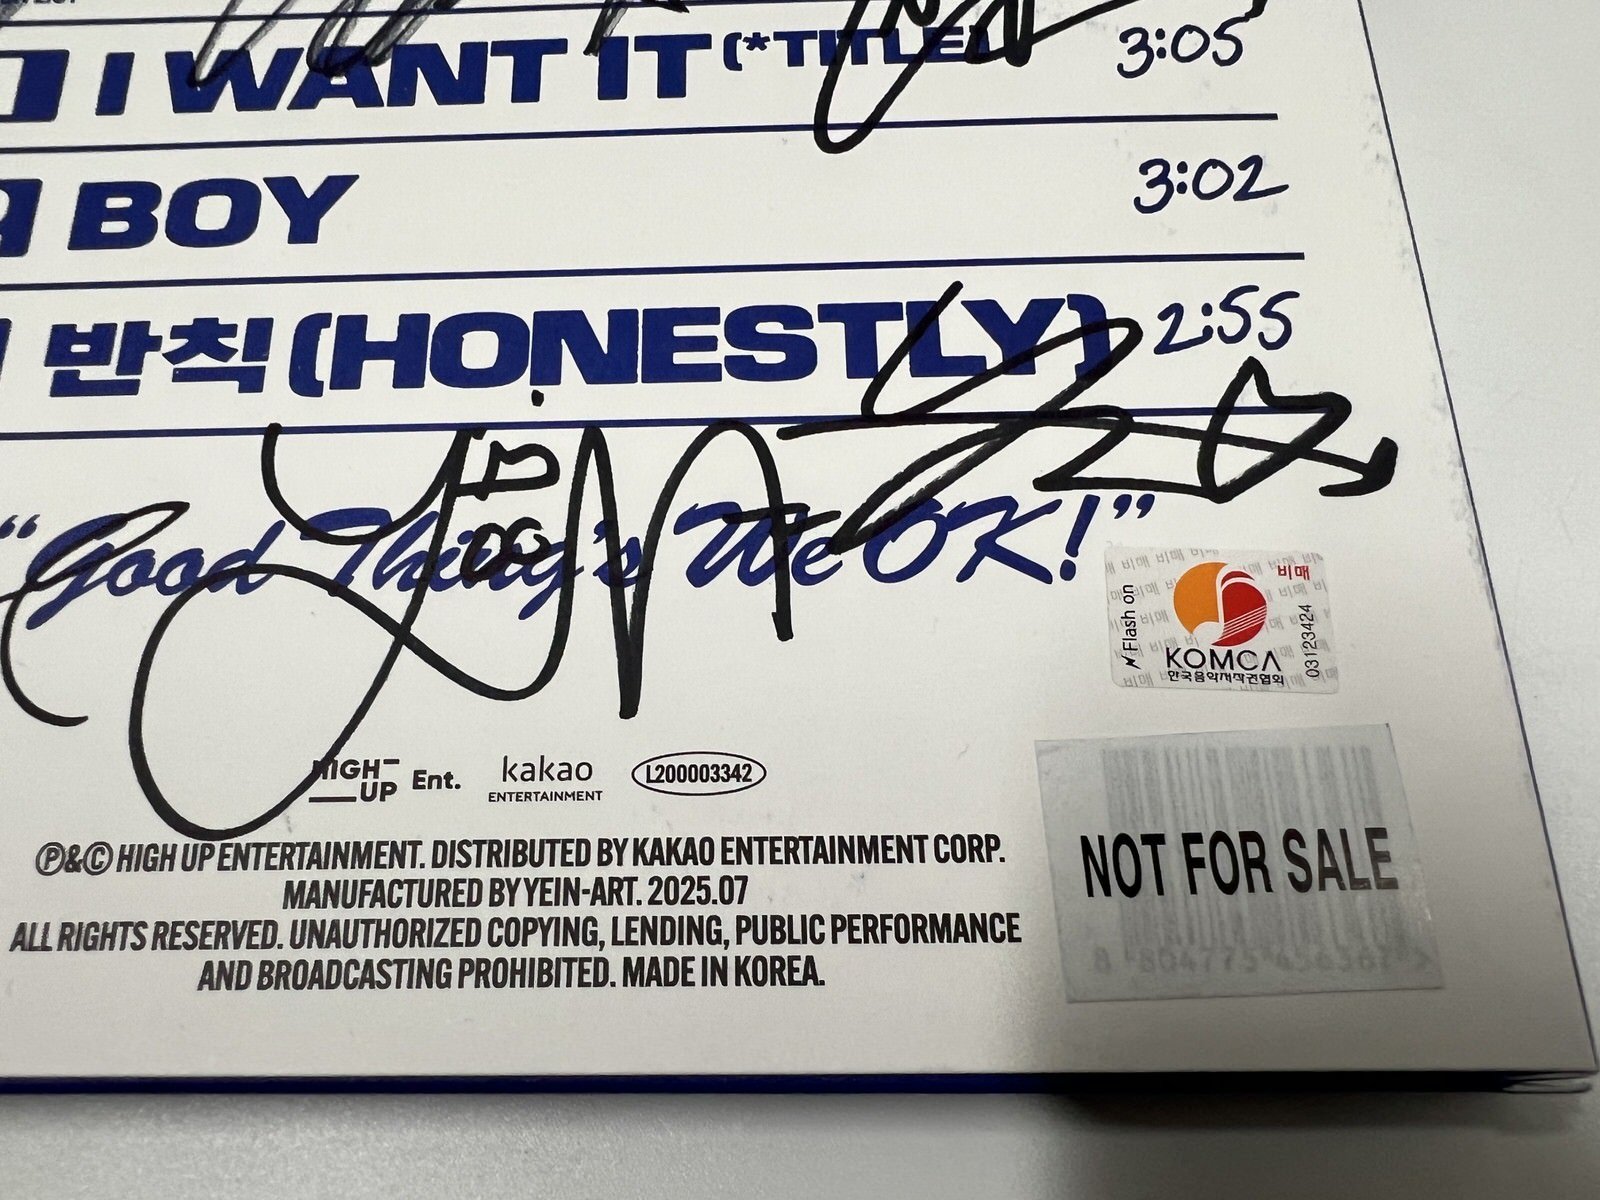 I WANT IT (*TITLE) 3:05
BOY 3:02
반칙 (HONESTLY) 2:55
"Good Thing's We OK!"
비매
Flash on
KOMCA
한국음악저작권협회
03123424
HIGH UP Ent. kakao ENTERTAINMENT L200003342
NOT FOR SALE
Ⓟ&Ⓒ HIGH UP ENTERTAINMENT. DISTRIBUTED BY KAKAO ENTERTAINMENT CORP.
MANUFACTURED BY YEIN-ART. 2025.07
ALL RIGHTS RESERVED. UNAUTHORIZED COPYING, LENDING, PUBLIC PERFORMANCE
AND BROADCASTING PROHIBITED. MADE IN KOREA.